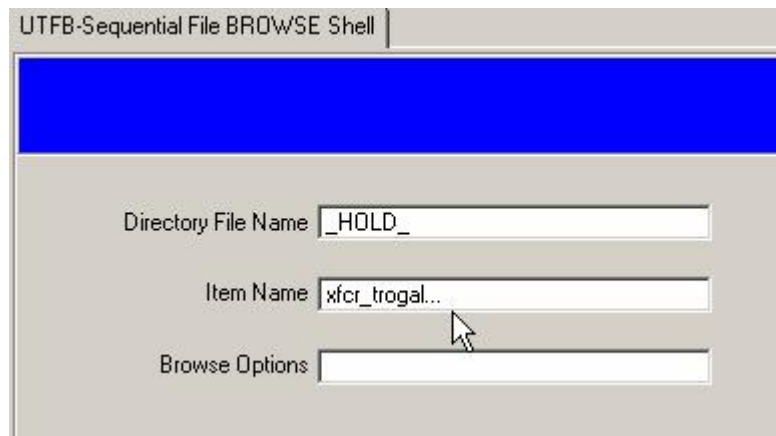 UTFB-Sequential File BROWSE Shell
Directory File Name _HOLD_
Item Name xfcr_trogal...
Browse Options